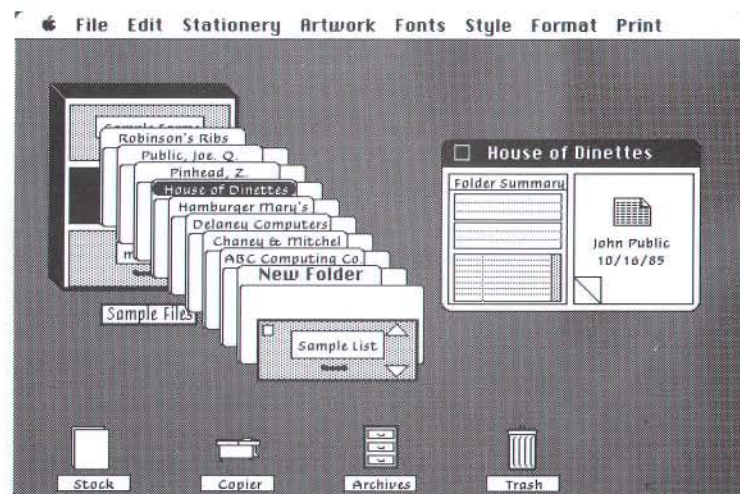 File Edit Stationery Artwork Fonts Style Format Print
Robinson's Ribs
Public, Joe. Q.
Pinhead, Z.
House of Dinettes
Hamburger Mary's
Delaney Computers
Chaney & Mitchel
ABC Computing Co
New Folder
Sample List
Sample Files
House of Dinettes
Folder Summary
John Public
10/16/85
Stock
Copier
Archives
Trash